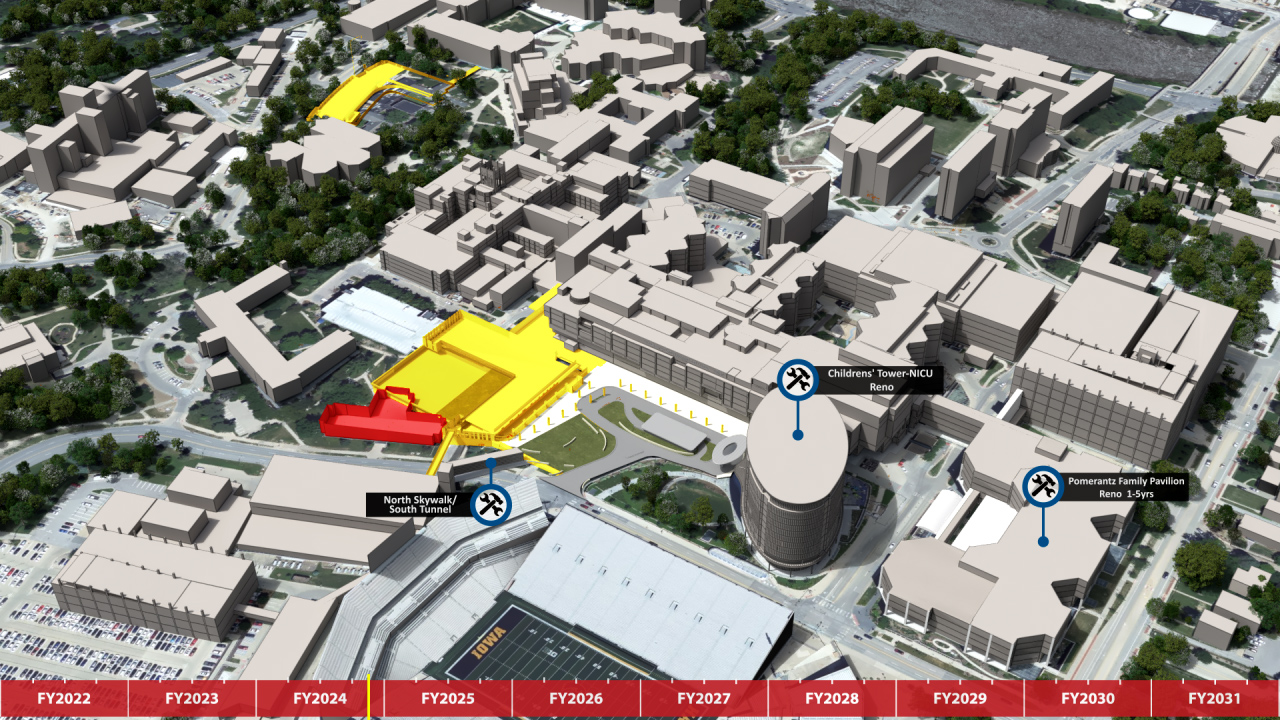 Childrens' Tower-NICU
Reno
Pomerantz Family Pavilion
Reno 1-5yrs
North Skywalk/
South Tunnel
IOWA
FY2022
FY2023
FY2024
FY2025
FY2026
FY2027
FY2028
FY2029
FY2030
FY2031